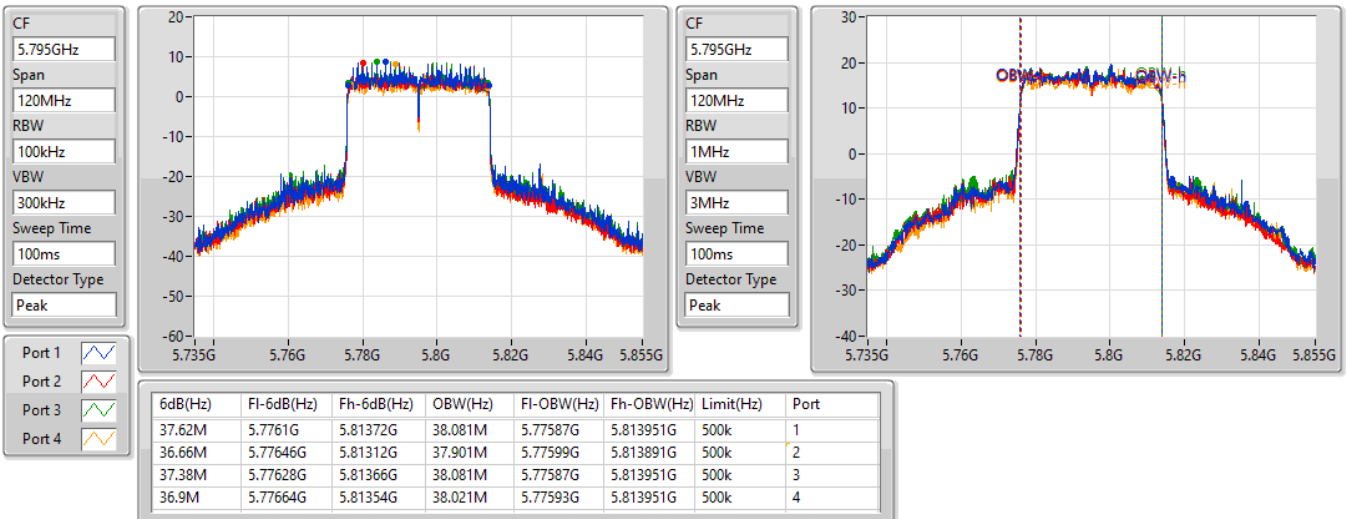 CF
5.795GHz
Span
120MHz
RBW
100kHz
VBW
300kHz
Sweep Time
100ms
Detector Type
Peak
20
10
0
-10
-20
-30
-40
-50
-60
5.735G 5.76G 5.78G 5.8G 5.82G 5.84G 5.855G
CF
5.795GHz
Span
120MHz
RBW
1MHz
VBW
3MHz
Sweep Time
100ms
Detector Type
Peak
30
20
10
0
-10
-20
-30
-40
OBW-h
5.735G 5.76G 5.78G 5.8G 5.82G 5.84G 5.855G
Port 1
Port 2
Port 3
Port 4
6dB(Hz) Fl-6dB(Hz) Fh-6dB(Hz) OBW(Hz) Fl-OBW(Hz) Fh-OBW(Hz) Limit(Hz) Port
37.62M 5.7761G 5.81372G 38.081M 5.77587G 5.813951G 500k 1
36.66M 5.77646G 5.81312G 37.901M 5.77599G 5.813891G 500k 2
37.38M 5.77628G 5.81366G 38.081M 5.77587G 5.813951G 500k 3
36.9M 5.77664G 5.81354G 38.021M 5.77593G 5.813951G 500k 4